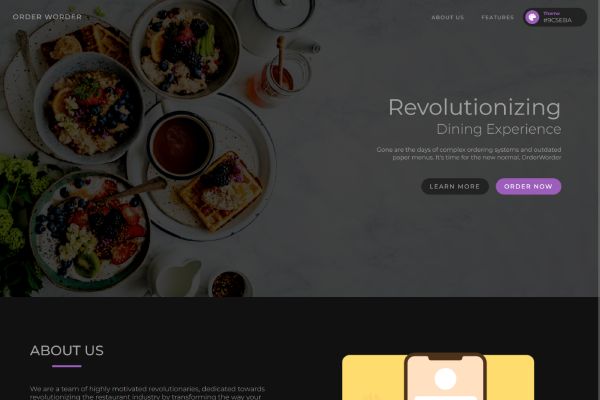 ORDER WORDER
ABOUT US
FEATURES
Theme
#9C5EBA
Revolutionizing
Dining Experience
Gone are the days of complex ordering systems and outdated
paper menus. It's time for the new normal, OrderWorder
LEARN MORE
ORDER NOW
ABOUT US
We are a team of highly motivated revolutionaries, dedicated towards
revolutionizing the restaurant industry by transforming the way your